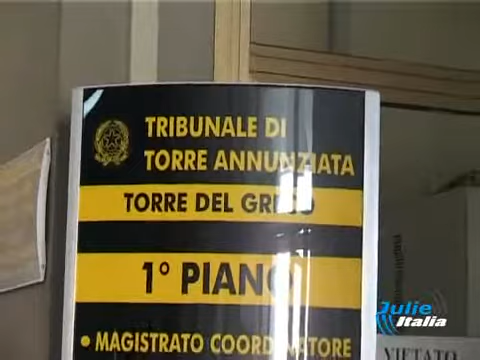 TRIBUNALE DI
TORRE ANNUNZIATA
TORRE DEL GRECO
1° PIANO
• MAGISTRATO COORDINATORE
Julie
Italia
VIETATO